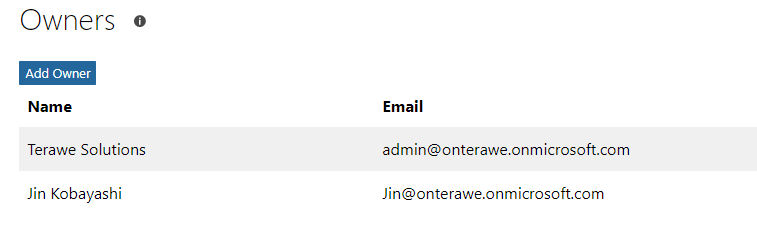 Owners
Add Owner
Name Email
Terawe Solutions admin@onterawe.onmicrosoft.com
Jin Kobayashi Jin@onterawe.onmicrosoft.com